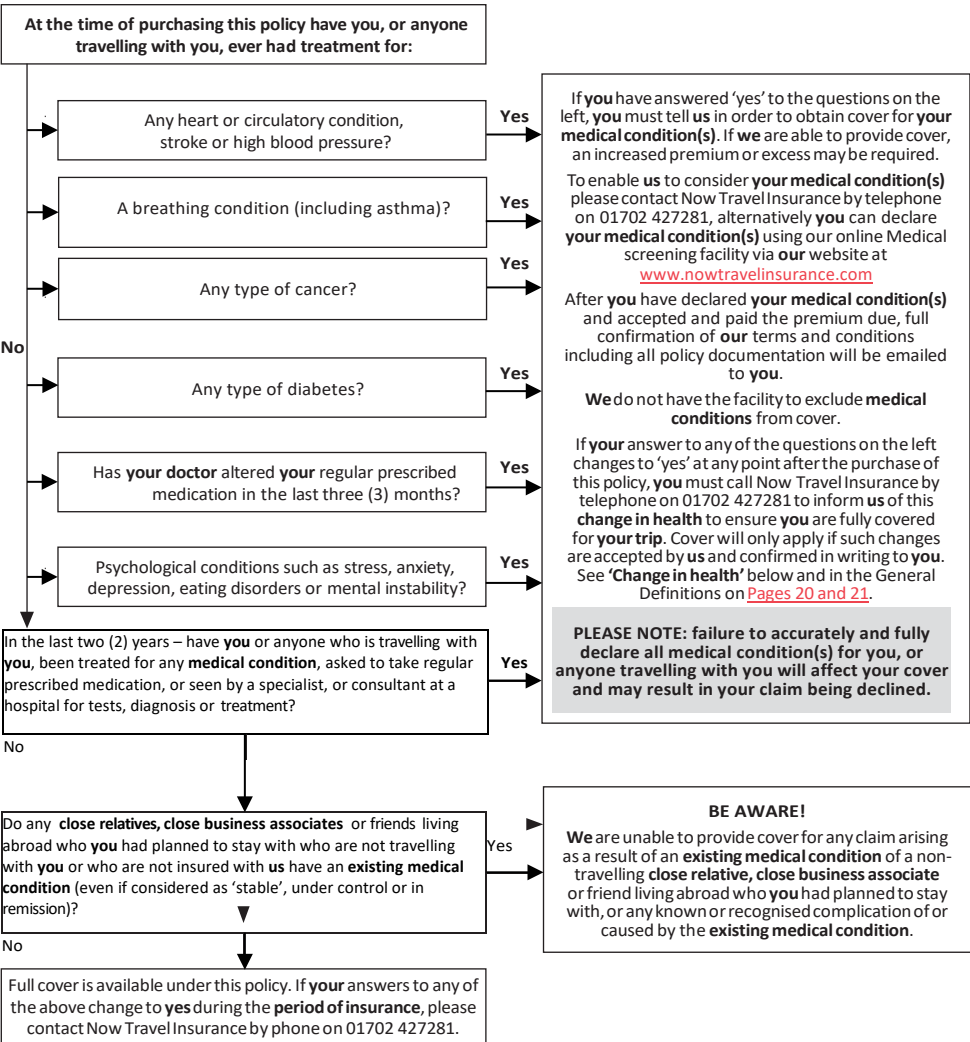 At the time of purchasing this policy have you, or anyone
travelling with you, ever had treatment for:
Any heart or circulatory condition,
stroke or high blood pressure?
Yes
A breathing condition (including asthma)?
Yes
Any type of cancer?
Yes
No
Any type of diabetes?
Yes
Has your doctor altered your regular prescribed
medication in the last three (3) months?
Yes
Psychological conditions such as stress, anxiety,
depression, eating disorders or mental instability?
Yes
If you have answered ‘yes’ to the questions on the
left, you must tell us in order to obtain cover for your
medical condition(s). If we are able to provide cover,
an increased premium or excess may be required.
To enable us to consider your medical condition(s)
please contact Now Travel Insurance by telephone
on 01702 427281, alternatively you can declare
your medical condition(s) using our online Medical
screening facility via our website at
www.nowtravelinsurance.com
After you have declared your medical condition(s)
and accepted and paid the premium due, full
confirmation of our terms and conditions
including all policy documentation will be emailed
to you.
We do not have the facility to exclude medical
conditions from cover.
If your answer to any of the questions on the left
changes to ‘yes’ at any point after the purchase of
this policy, you must call Now Travel Insurance by
telephone on 01702 427281 to inform us of this
change in health to ensure you are fully covered
for your trip. Cover will only apply if such changes
are accepted by us and confirmed in writing to you.
See ‘Change in health’ below and in the General
Definitions on Pages 20 and 21.
PLEASE NOTE: failure to accurately and fully
declare all medical condition(s) for you, or
anyone travelling with you will affect your cover
and may result in your claim being declined.
In the last two (2) years – have you or anyone who is travelling with
you, been treated for any medical condition, asked to take regular
prescribed medication, or seen by a specialist, or consultant at a
hospital for tests, diagnosis or treatment?
Yes
No
Do any close relatives, close business associates or friends living
abroad who you had planned to stay with who are not travelling
with you or who are not insured with us have an existing medical
condition (even if considered as ‘stable’, under control or in
remission)?
Yes
BE AWARE!
We are unable to provide cover for any claim arising
as a result of an existing medical condition of a non-
travelling close relative, close business associate
or friend living abroad who you had planned to stay
with, or any known or recognised complication of or
caused by the existing medical condition.
No
Full cover is available under this policy. If your answers to any of
the above change to yes during the period of insurance, please
contact Now Travel Insurance by phone on 01702 427281.